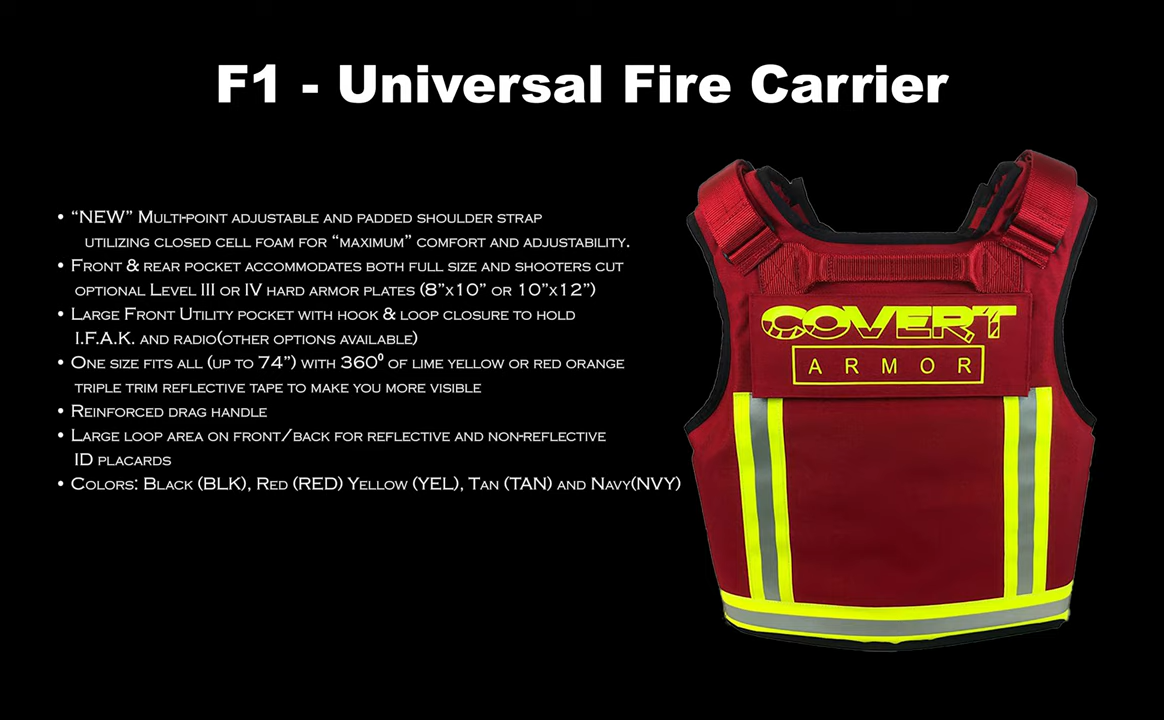 F1 - Universal Fire Carrier
• “NEW” Multi-point adjustable and padded shoulder strap
utilizing closed cell foam for “maximum” comfort and adjustability.
• Front & rear pocket accommodates both full size and shooters cut
optional Level III or IV hard armor plates (8”x10” or 10”x12”)
• Large Front Utility pocket with hook & loop closure to hold
I.F.A.K. and radio(other options available)
• One size fits all (up to 74”) with 360⁰ of lime yellow or red orange
triple trim reflective tape to make you more visible
• Reinforced drag handle
• Large loop area on front/back for reflective and non-reflective
ID placards
• Colors: Black (BLK), Red (RED) Yellow (YEL), Tan (TAN) and Navy(NVY)
COVERT
ARMOR